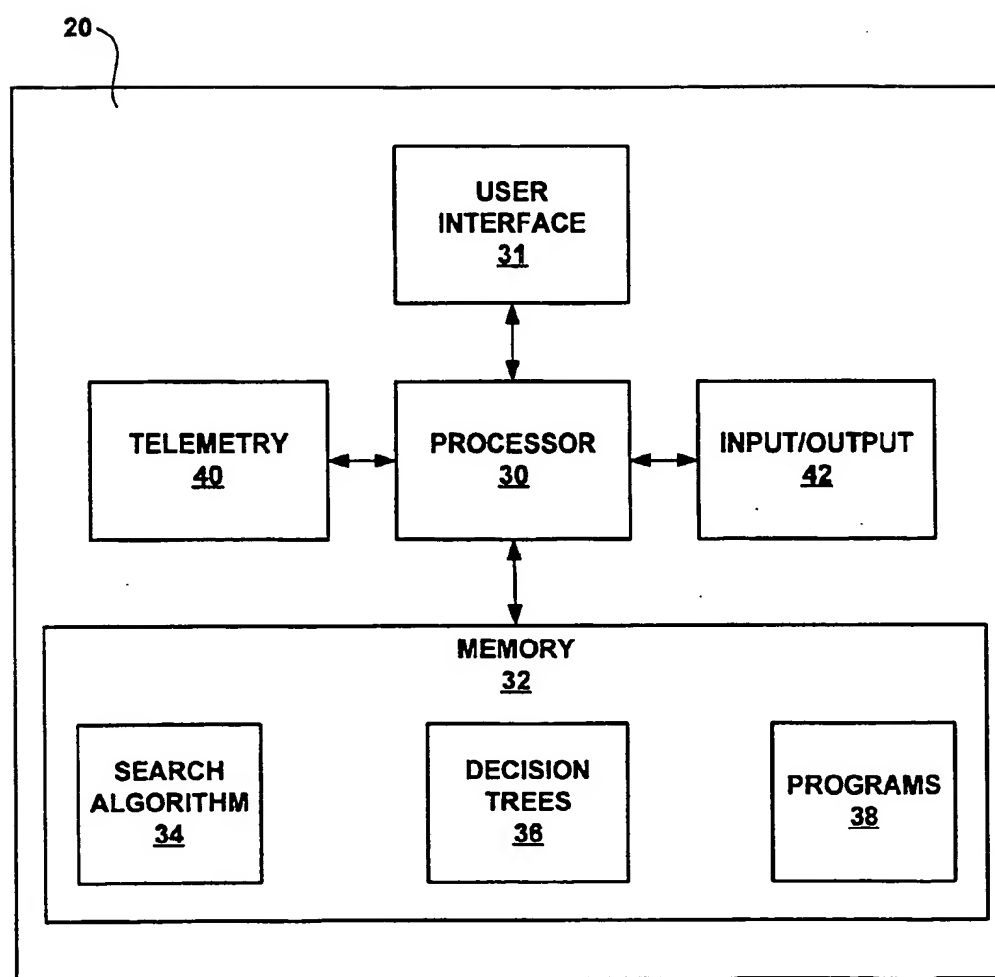 20
USER
INTERFACE
31
TELEMETRY
40
PROCESSOR
30
INPUT/OUTPUT
42
MEMORY
32
SEARCH
ALGORITHM
34
DECISION
TREES
36
PROGRAMS
38